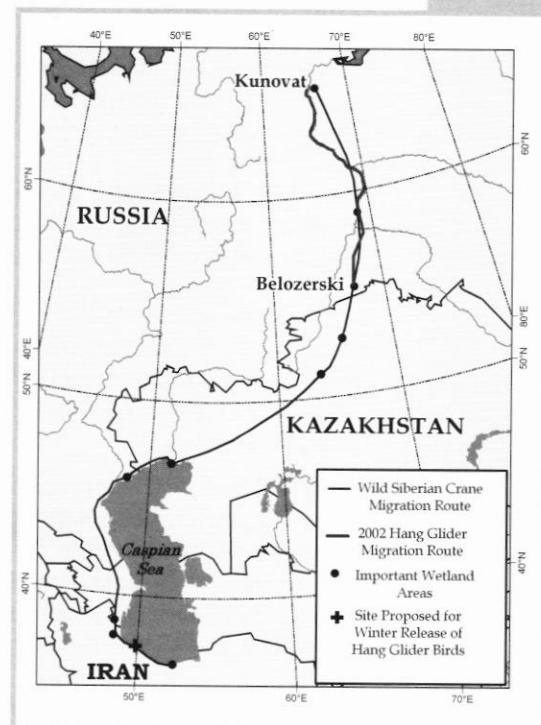 40°E
50°E
70°E
80°E
Kunovat
60°N
60°N
RUSSIA
Belozerski
80°E
40°E
50°N
50°N
KAZAKHSTAN
Wild Siberian Crane
Migration Route
2002 Hang Glider
Migration Route
Important Wetland
Areas
Site Proposed for
Winter Release of
Hang Glider Birds
Caspian
Sea
40°N
40°N
IRAN
50°E
60°E
70°E